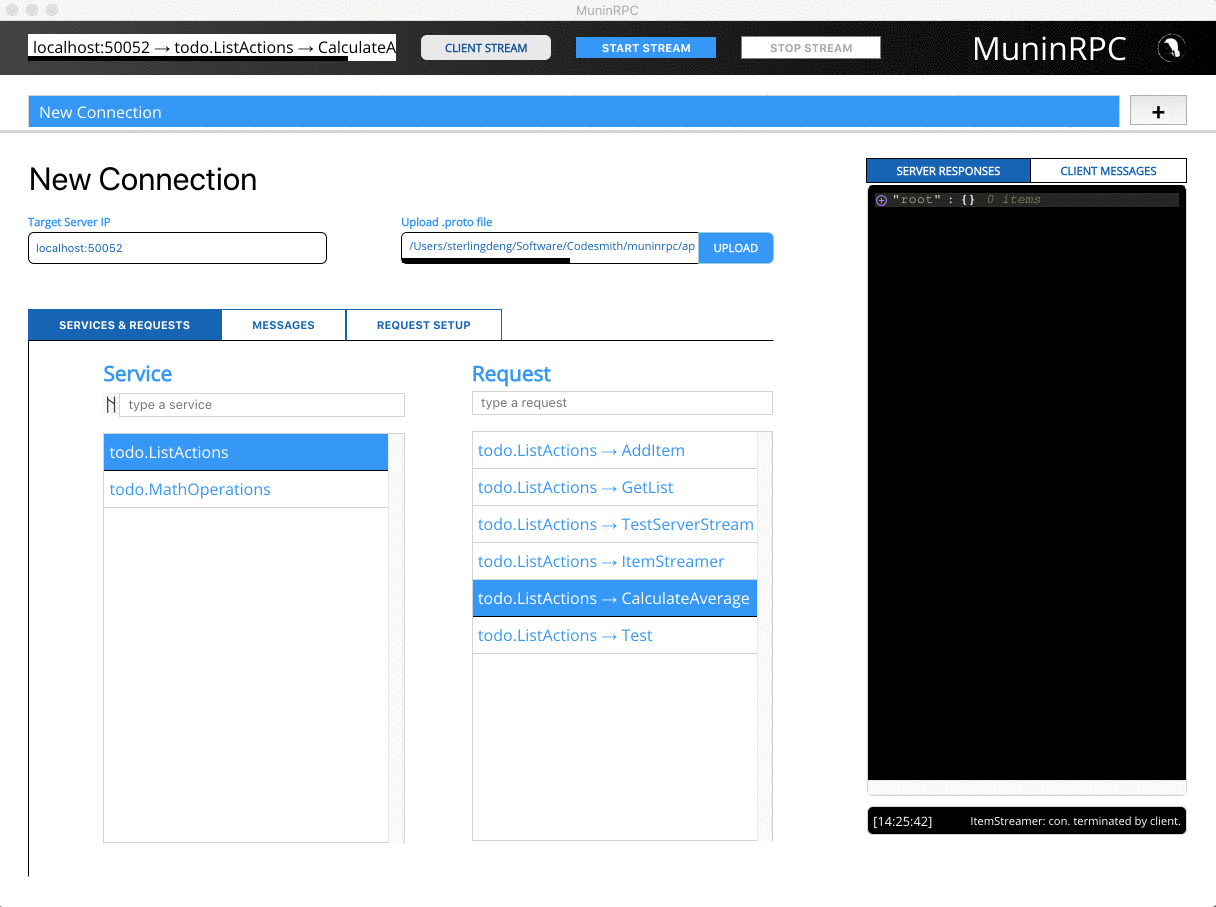 MuninRPC
localhost:50052 → todo.ListActions → CalculateA
CLIENT STREAM
START STREAM
STOP STREAM
MuninRPC
New Connection
+
New Connection
Target Server IP
localhost:50052
Upload .proto file
/Users/sterlingdeng/Software/Codesmith/muninrpc/ap
UPLOAD
SERVICES & REQUESTS
MESSAGES
REQUEST SETUP
Service
type a service
todo.ListActions
todo.MathOperations
Request
type a request
todo.ListActions → AddItem
todo.ListActions → GetList
todo.ListActions → TestServerStream
todo.ListActions → ItemStreamer
todo.ListActions → CalculateAverage
todo.ListActions → Test
SERVER RESPONSES
CLIENT MESSAGES
"root" : {} 0 items
[14:25:42] ItemStreamer: con. terminated by client.